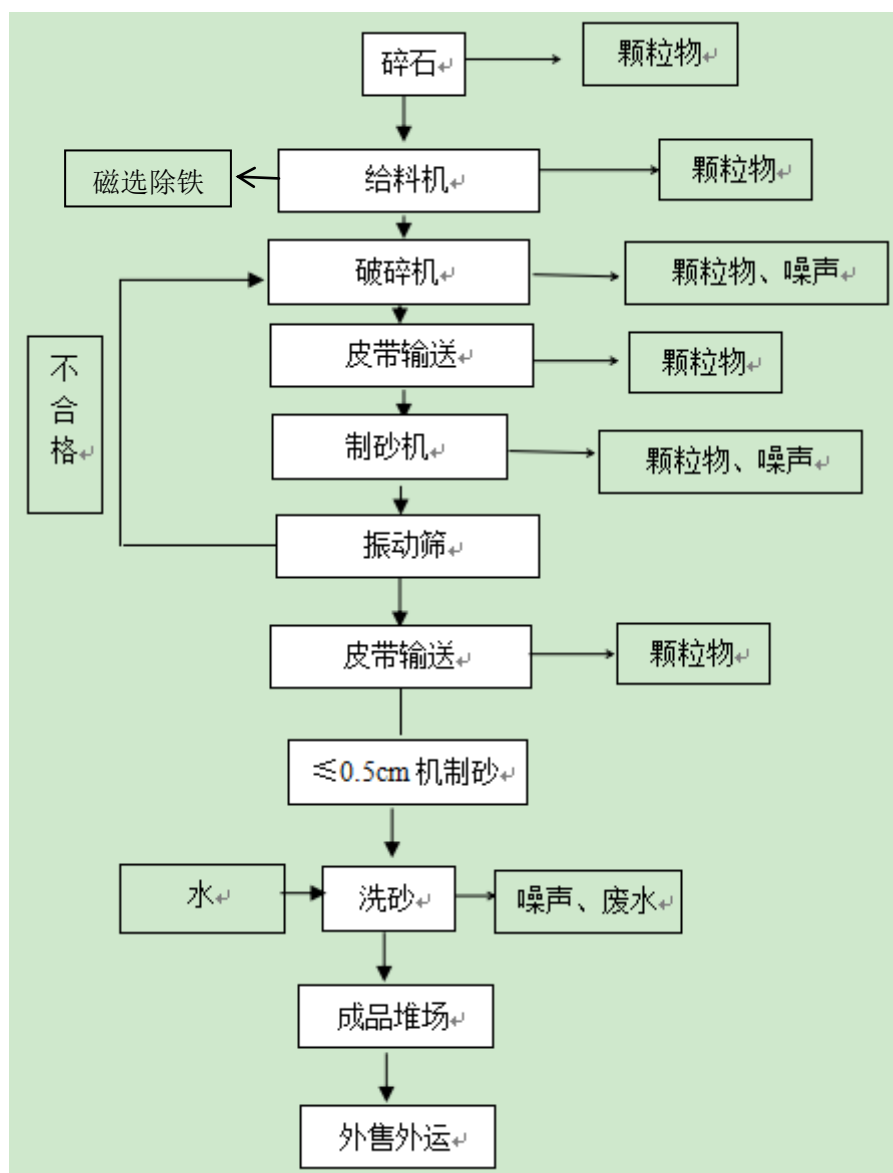 碎石
颗粒物
磁选除铁
给料机
颗粒物
破碎机
颗粒物、噪声
不
合
格
皮带输送
颗粒物
制砂机
颗粒物、噪声
振动筛
皮带输送
颗粒物
≤0.5cm 机制砂
水
洗砂
噪声、废水
成品堆场
外售外运